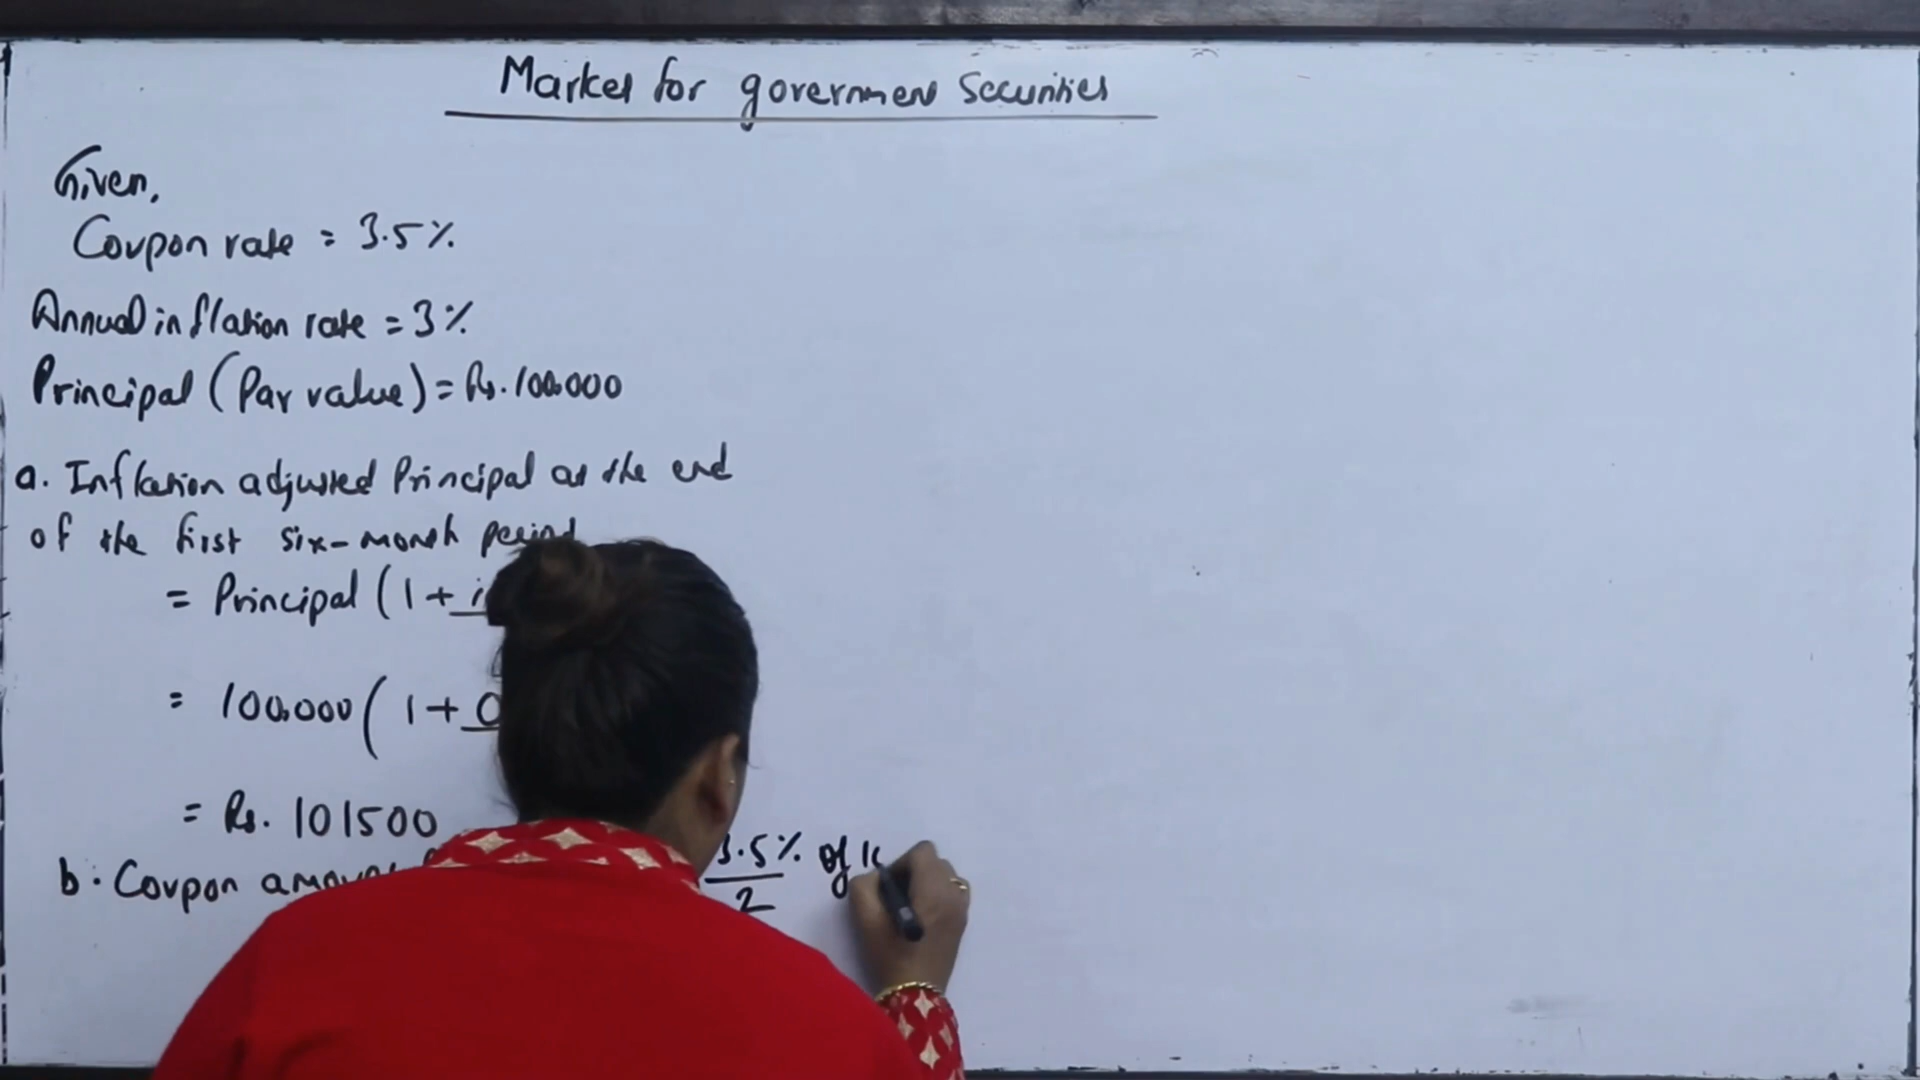 Market for government Securities
Given,
Coupon rate = 3.5%
Annual inflation rate = 3%
Principal (Par value) = Rs. 100,000
a. Inflation adjusted Principal at the end
of the first six-month period
= Principal (1+ i
= 100,000 (1+ 0
= Rs. 101500
b. Coupon amoun
3.5% of 10
2